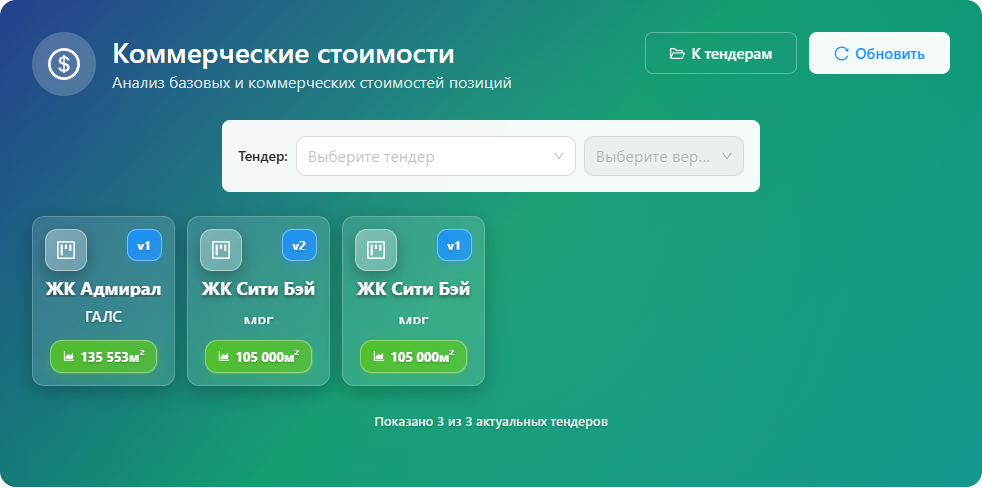 $
Коммерческие стоимости
Анализ базовых и коммерческих стоимостей позиций
К тендерам
Обновить
Тендер:
Выберите тендер
Выберите вер...
v1
ЖК Адмирал
ГАЛС
135 553м²
v2
ЖК Сити Бэй
105 000м²
v1
ЖК Сити Бэй
105 000м²
Показано 3 из 3 актуальных тендеров